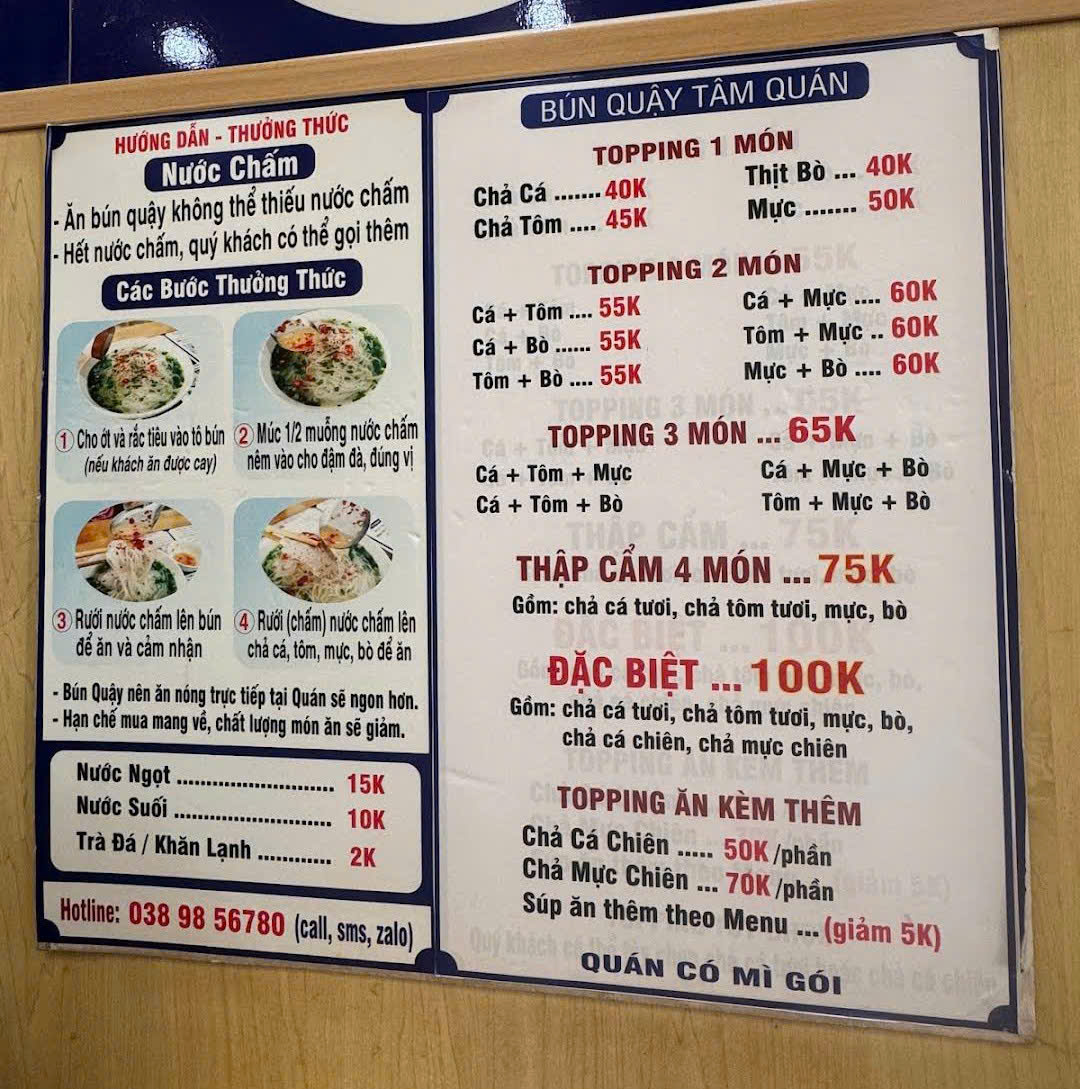 HƯỚNG DẪN - THƯỞNG THỨC
Nước Chấm
- Ăn bún quậy không thể thiếu nước chấm
- Hết nước chấm, quý khách có thể gọi thêm
Các Bước Thưởng Thức
1 Cho ớt và rắc tiêu vào tô bún
(nếu khách ăn được cay)
2 Múc 1/2 muỗng nước chấm
nêm vào cho đậm đà, đúng vị
3 Rưới nước chấm lên bún
để ăn và cảm nhận
4 Rưới (chấm) nước chấm lên
chả cá, tôm, mực, bò để ăn
- Bún Quậy nên ăn nóng trực tiếp tại Quán sẽ ngon hơn.
- Hạn chế mua mang về, chất lượng món ăn sẽ giảm.
Nước Ngọt ........................... 15K
Nước Suối ........................... 10K
Trà Đá / Khăn Lạnh ............ 2K
Hotline: 038 98 56780 (call, sms, zalo)
BÚN QUẬY TÂM QUÁN
TOPPING 1 MÓN
Chả Cá ....... 40K
Thịt Bò ... 40K
Chả Tôm .... 45K
Mực ....... 50K
TOPPING 2 MÓN
Cá + Tôm .... 55K
Cá + Mực .... 60K
Cá + Bò ...... 55K
Tôm + Mực .. 60K
Tôm + Bò .... 55K
Mực + Bò .... 60K
TOPPING 3 MÓN ... 65K
Cá + Tôm + Mực
Cá + Mực + Bò
Cá + Tôm + Bò
Tôm + Mực + Bò
THẬP CẨM 4 MÓN ... 75K
Gồm: chả cá tươi, chả tôm tươi, mực, bò
ĐẶC BIỆT ... 100K
Gồm: chả cá tươi, chả tôm tươi, mực, bò,
chả cá chiên, chả mực chiên
TOPPING ĂN KÈM THÊM
Chả Cá Chiên ..... 50K /phần
Chả Mực Chiên ... 70K /phần
Súp ăn thêm theo Menu ... (giảm 5K)
QUÁN CÓ MÌ GÓI